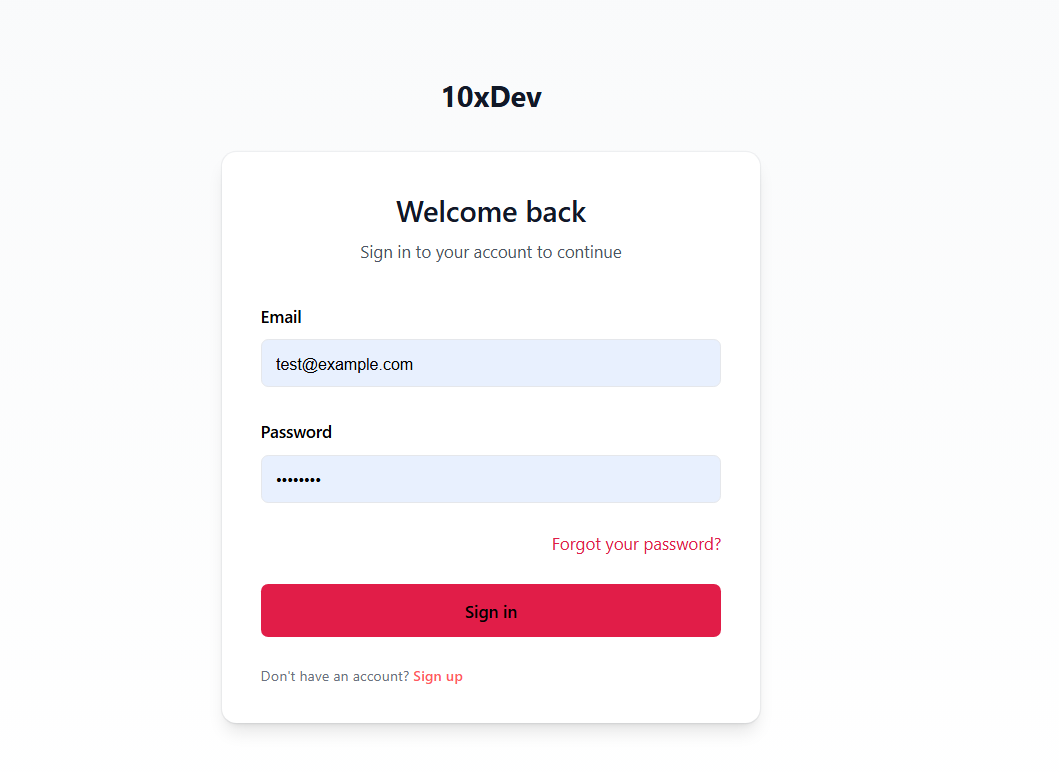 10xDev
Welcome back
Sign in to your account to continue
Email
test@example.com
Password
••••••••
Forgot your password?
Sign in
Don't have an account? Sign up